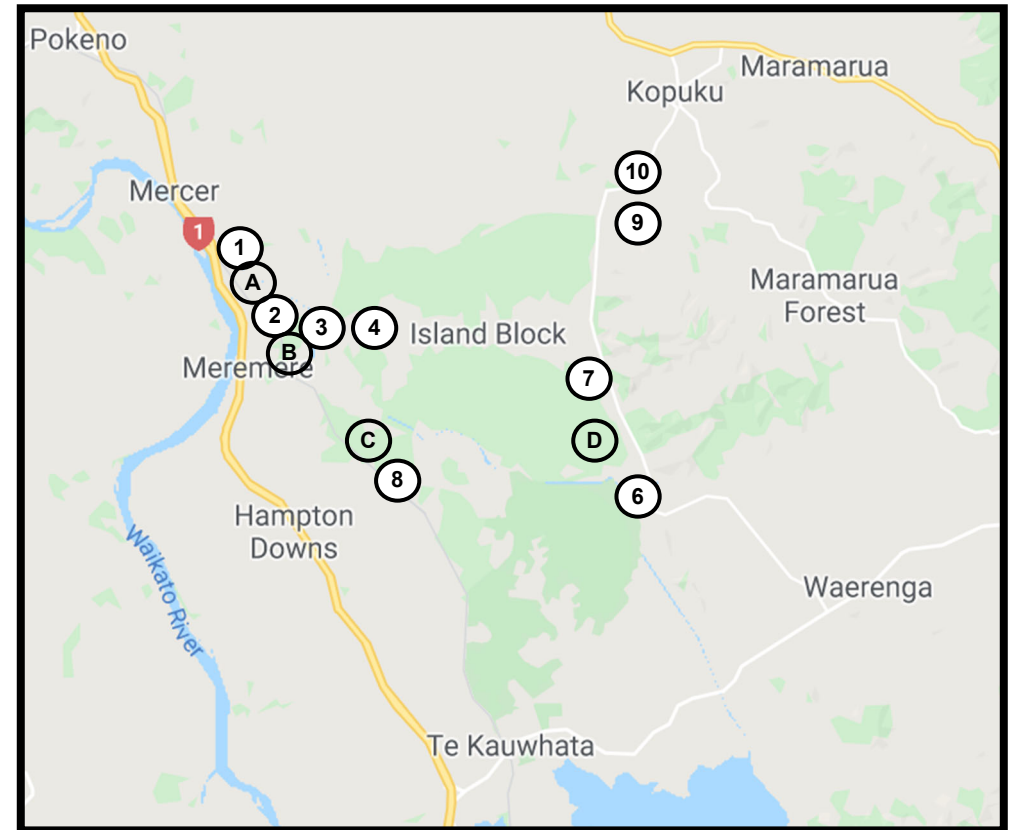 Pokeno
Maramarua
Kopuku
10
Mercer
9
1
1
A
Maramarua
Forest
2
3
4
Island Block
B
Meremere
7
C
D
8
6
Hampton
Downs
Waerenga
Waikato River
Te Kauwhata